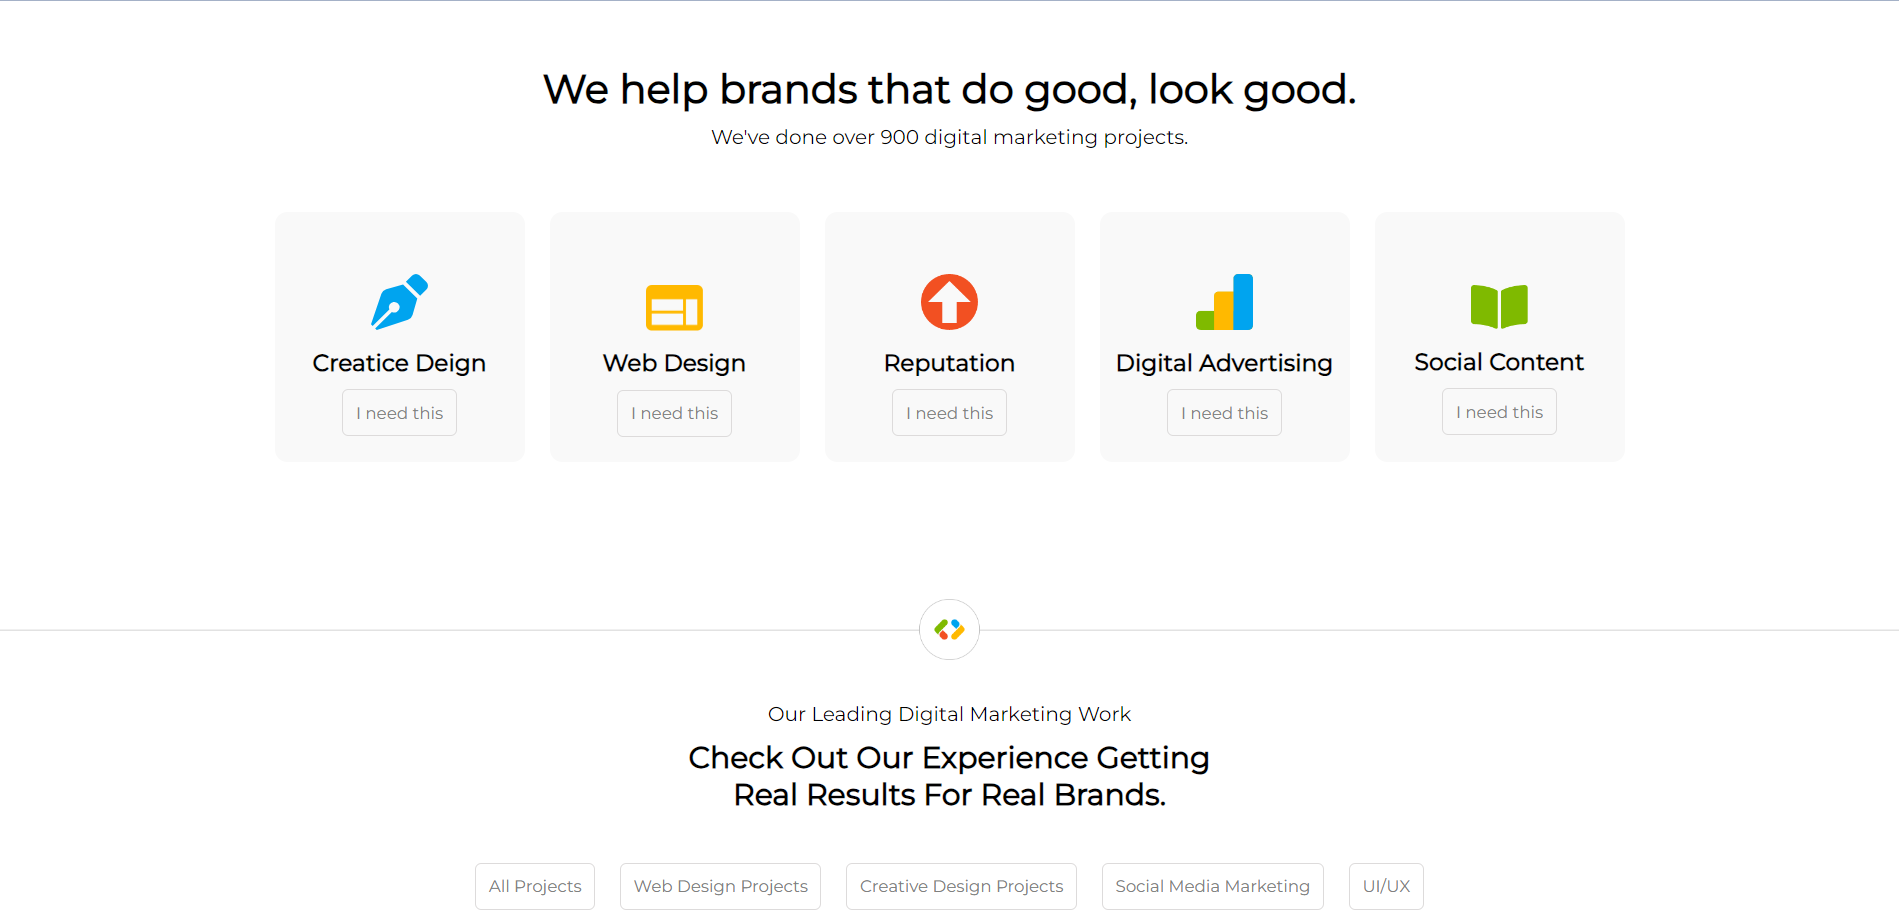 We help brands that do good, look good.
We've done over 900 digital marketing projects.
Creatice Deign
I need this
Web Design
I need this
Reputation
I need this
Digital Advertising
I need this
Social Content
I need this
Our Leading Digital Marketing Work
Check Out Our Experience Getting
Real Results For Real Brands.
All Projects
Web Design Projects
Creative Design Projects
Social Media Marketing
UI/UX